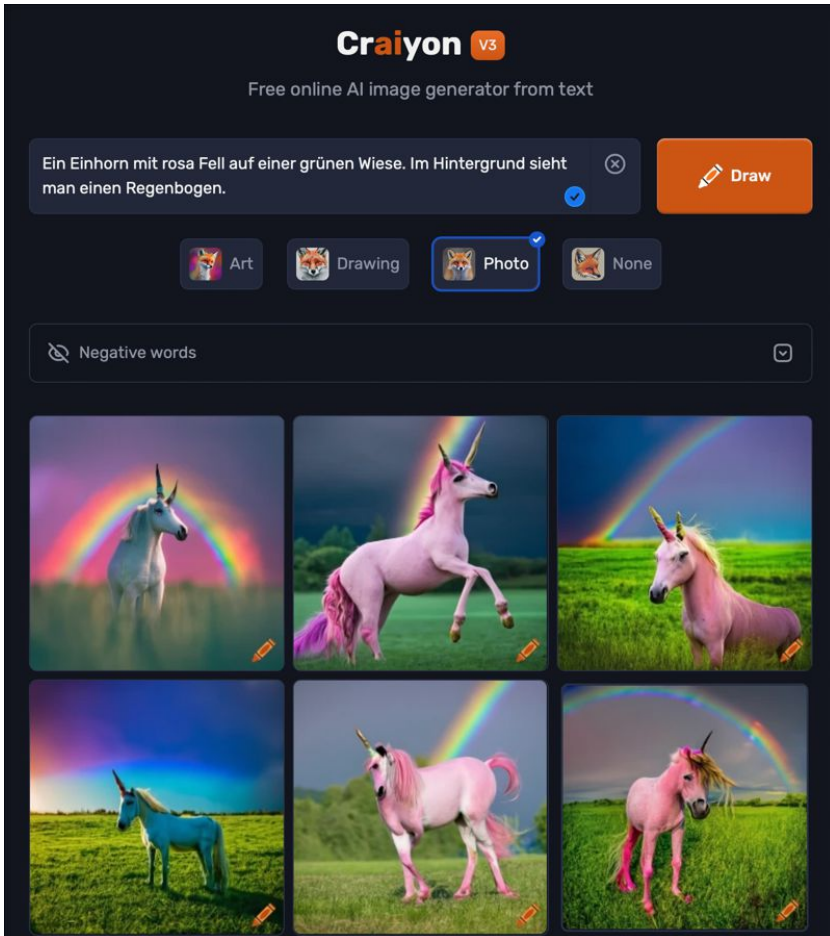 Craiyon V3
Free online AI image generator from text
Ein Einhorn mit rosa Fell auf einer grünen Wiese. Im Hintergrund sieht
man einen Regenbogen.
Draw
Art Drawing Photo None
Negative words